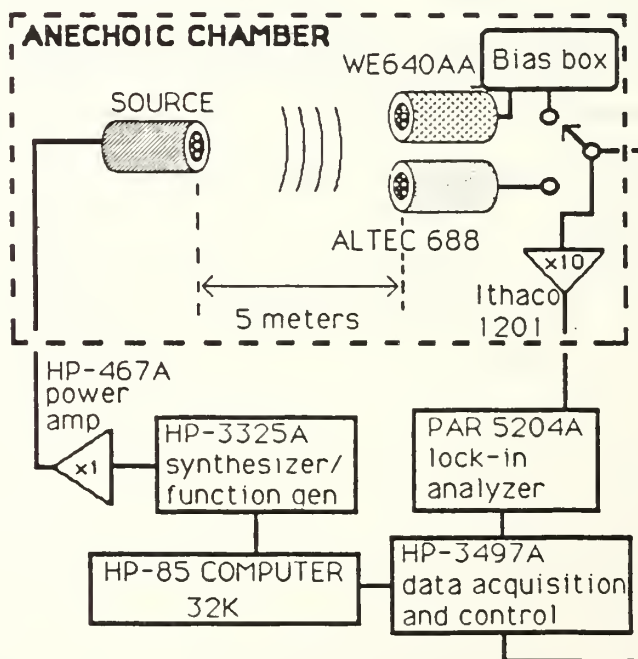 ANECHOIC CHAMBER
WE640AA
Bias box
SOURCE
ALTEC 688
x10
Ithaco
1201
5 meters
HP-467A
power
amp
x1
HP-3325A
synthesizer/
function gen
PAR 5204A
lock-in
analyzer
HP-85 COMPUTER
32K
HP-3497A
data acquisition
and control